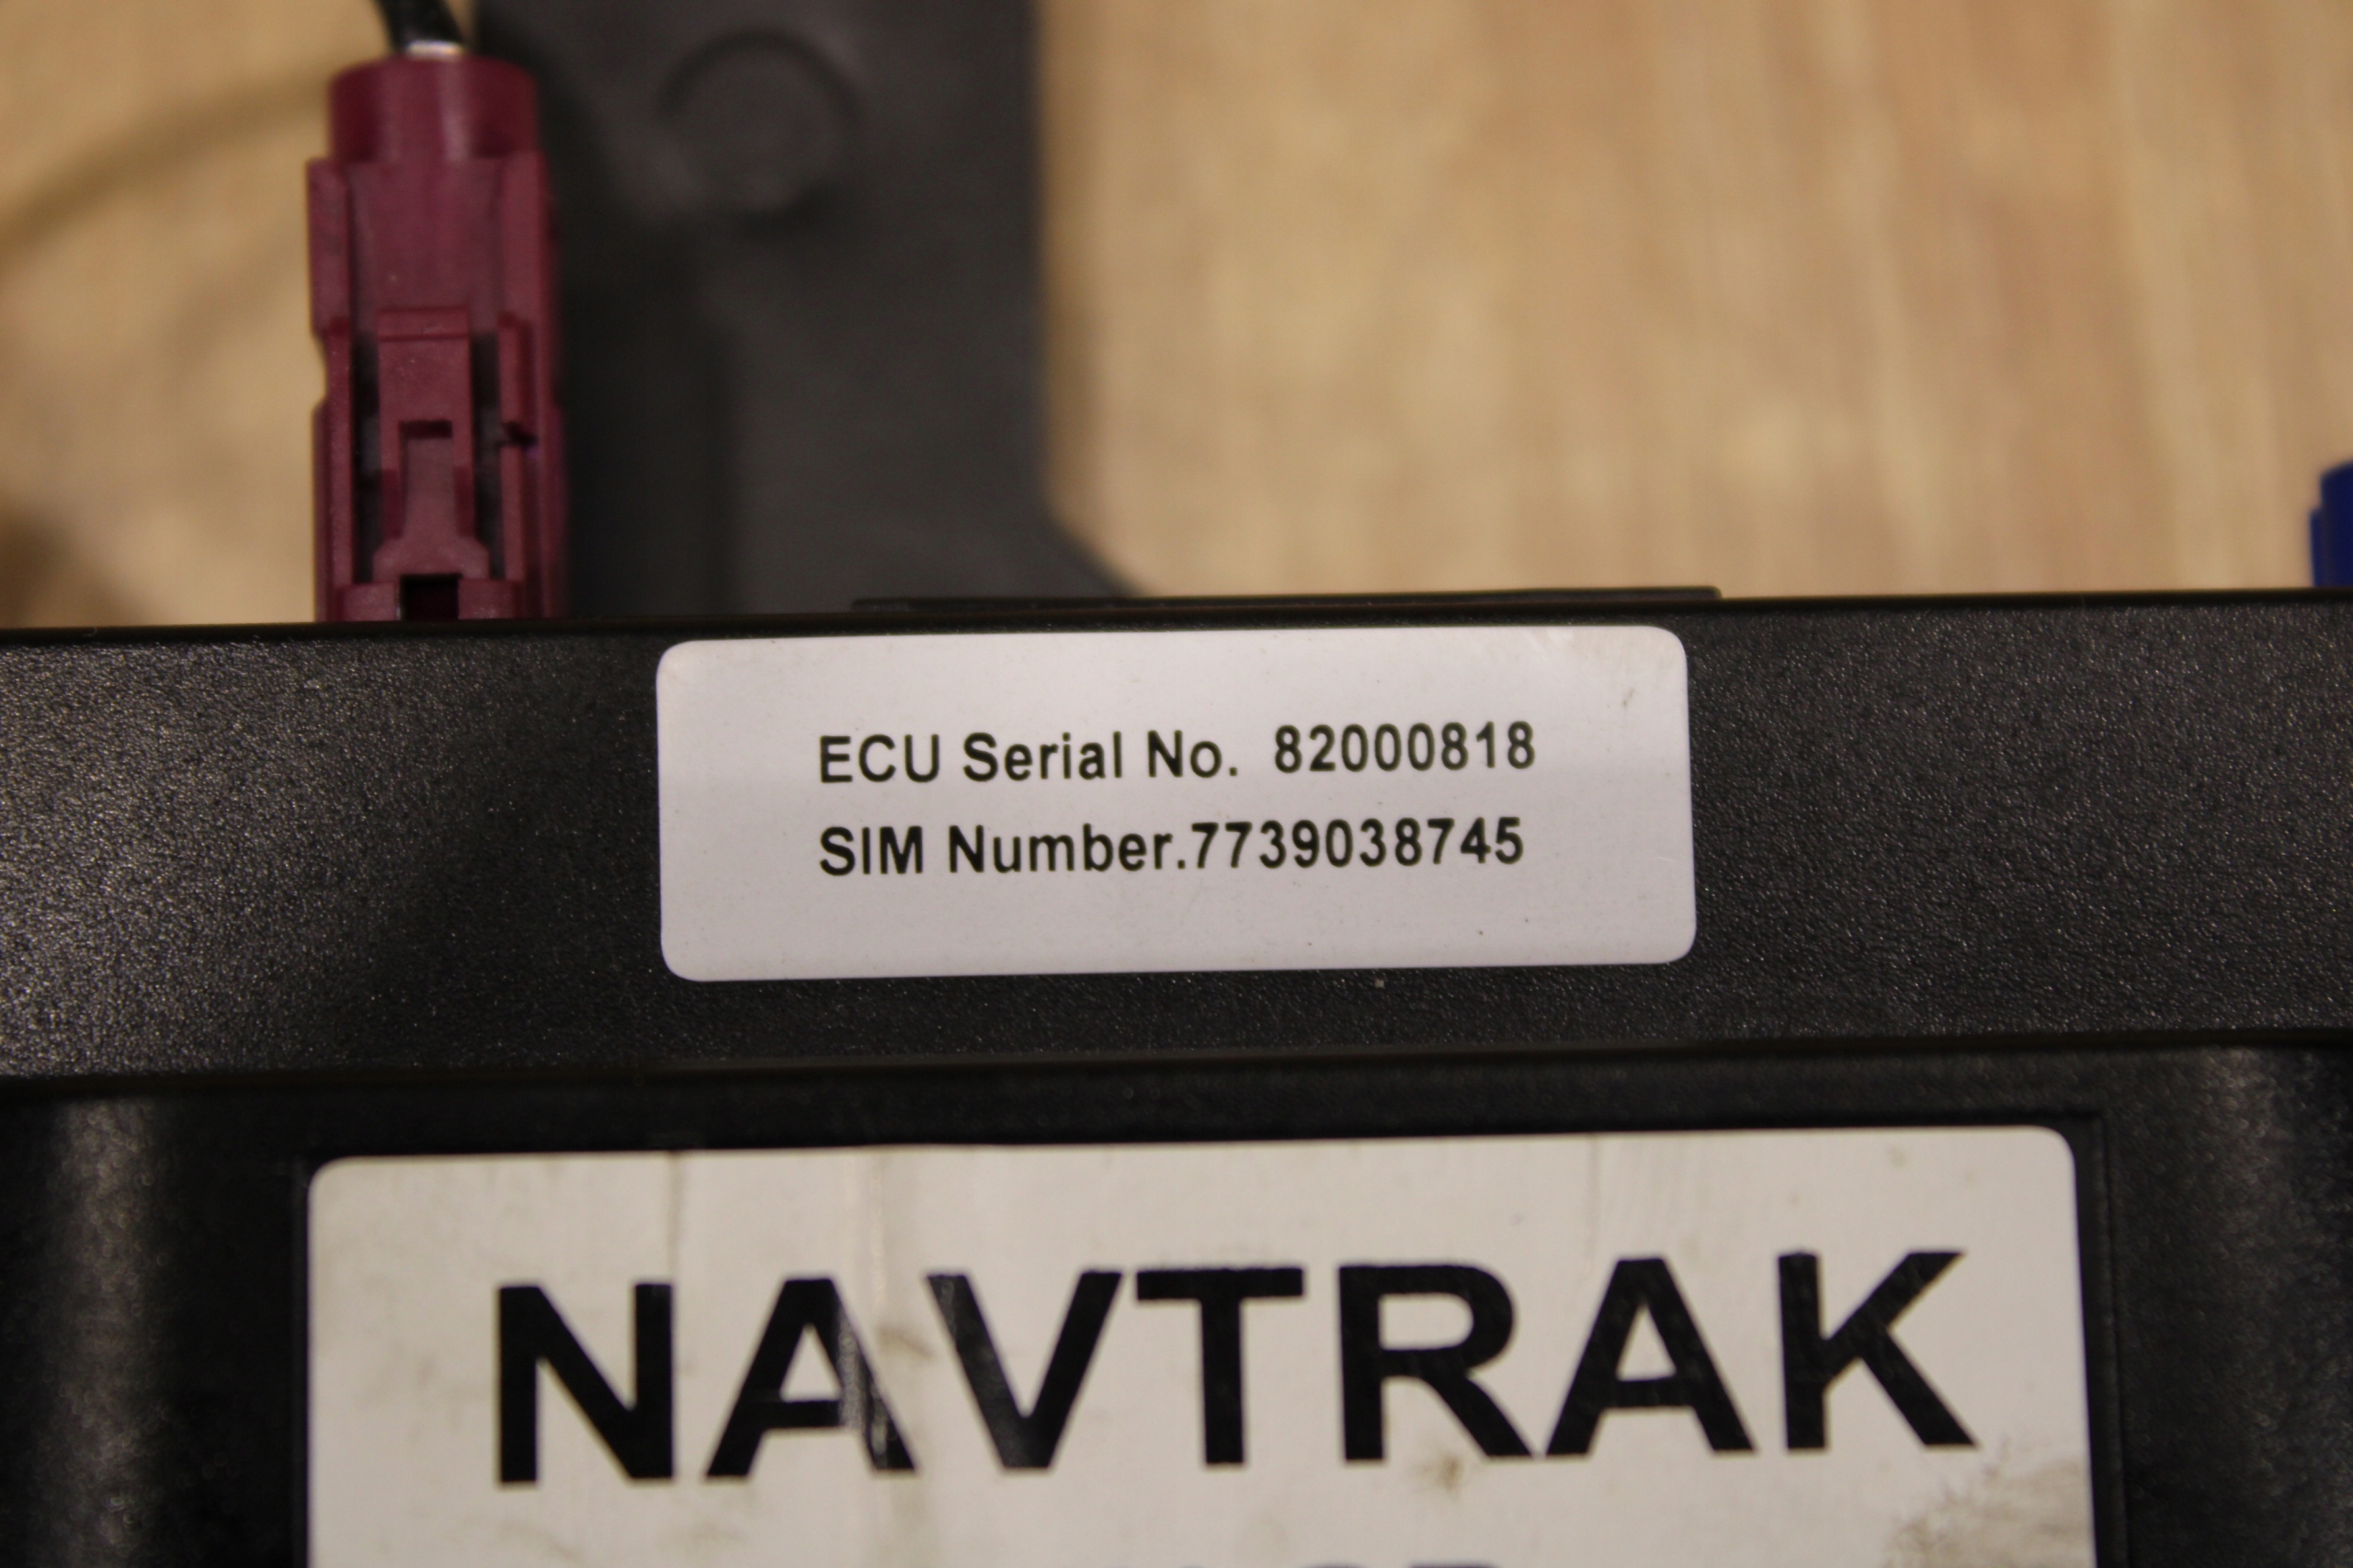 ECU Serial No. 82000818
SIM Number.7739038745
NAVTRAK